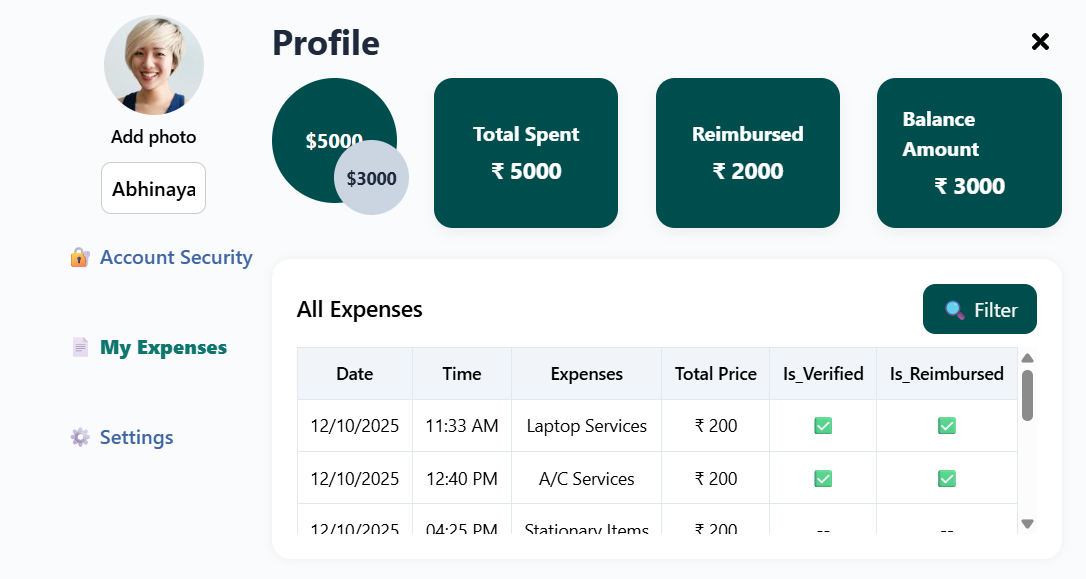 Profile
Add photo
Abhinaya
Account Security
My Expenses
Settings
$5000
$3000
Total Spent
₹ 5000
Reimbursed
₹ 2000
Balance
Amount
₹ 3000
All Expenses
Filter
Date Time Expenses Total Price Is_Verified Is_Reimbursed
12/10/2025 11:33 AM Laptop Services ₹ 200 ✅ ✅
12/10/2025 12:40 PM A/C Services ₹ 200 ✅ ✅
12/10/2025 04:25 PM Stationary Items ₹ 200 -- --